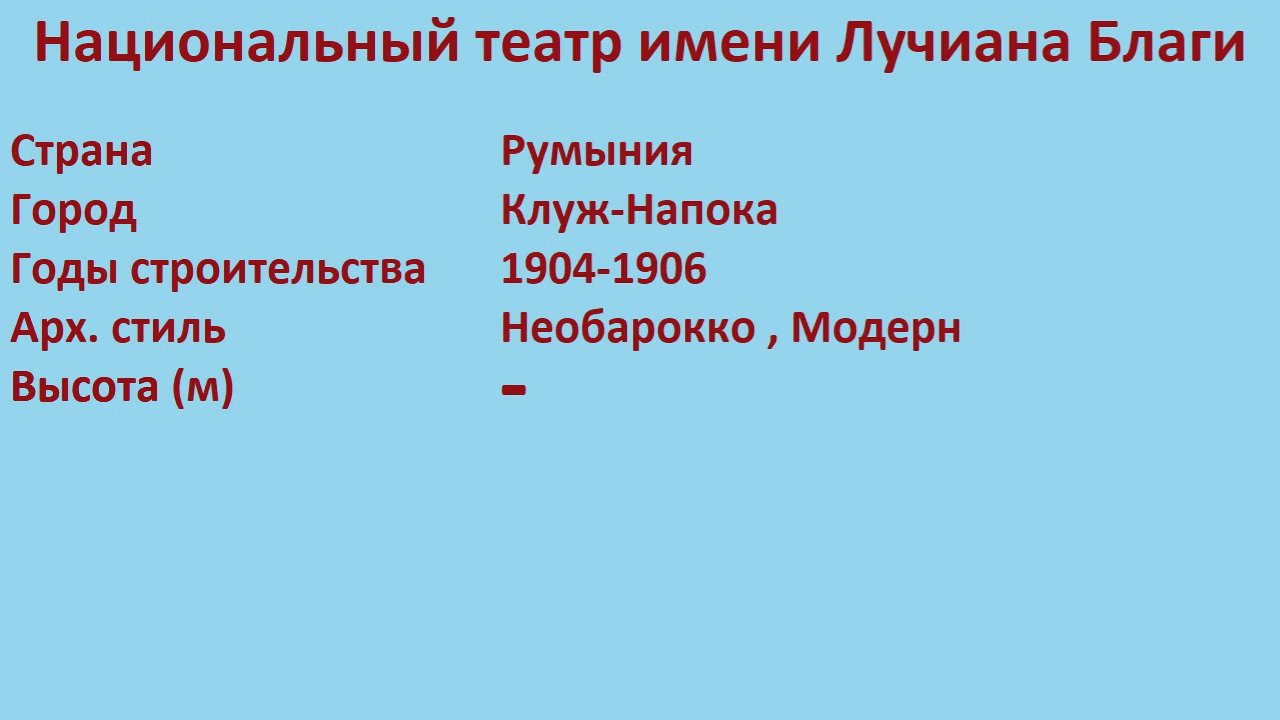 Национальный театр имени Лучиана Благи
Страна Румыния
Город Клуж-Напока
Годы строительства 1904-1906
Арх. стиль Необарокко , Модерн
Высота (м) -